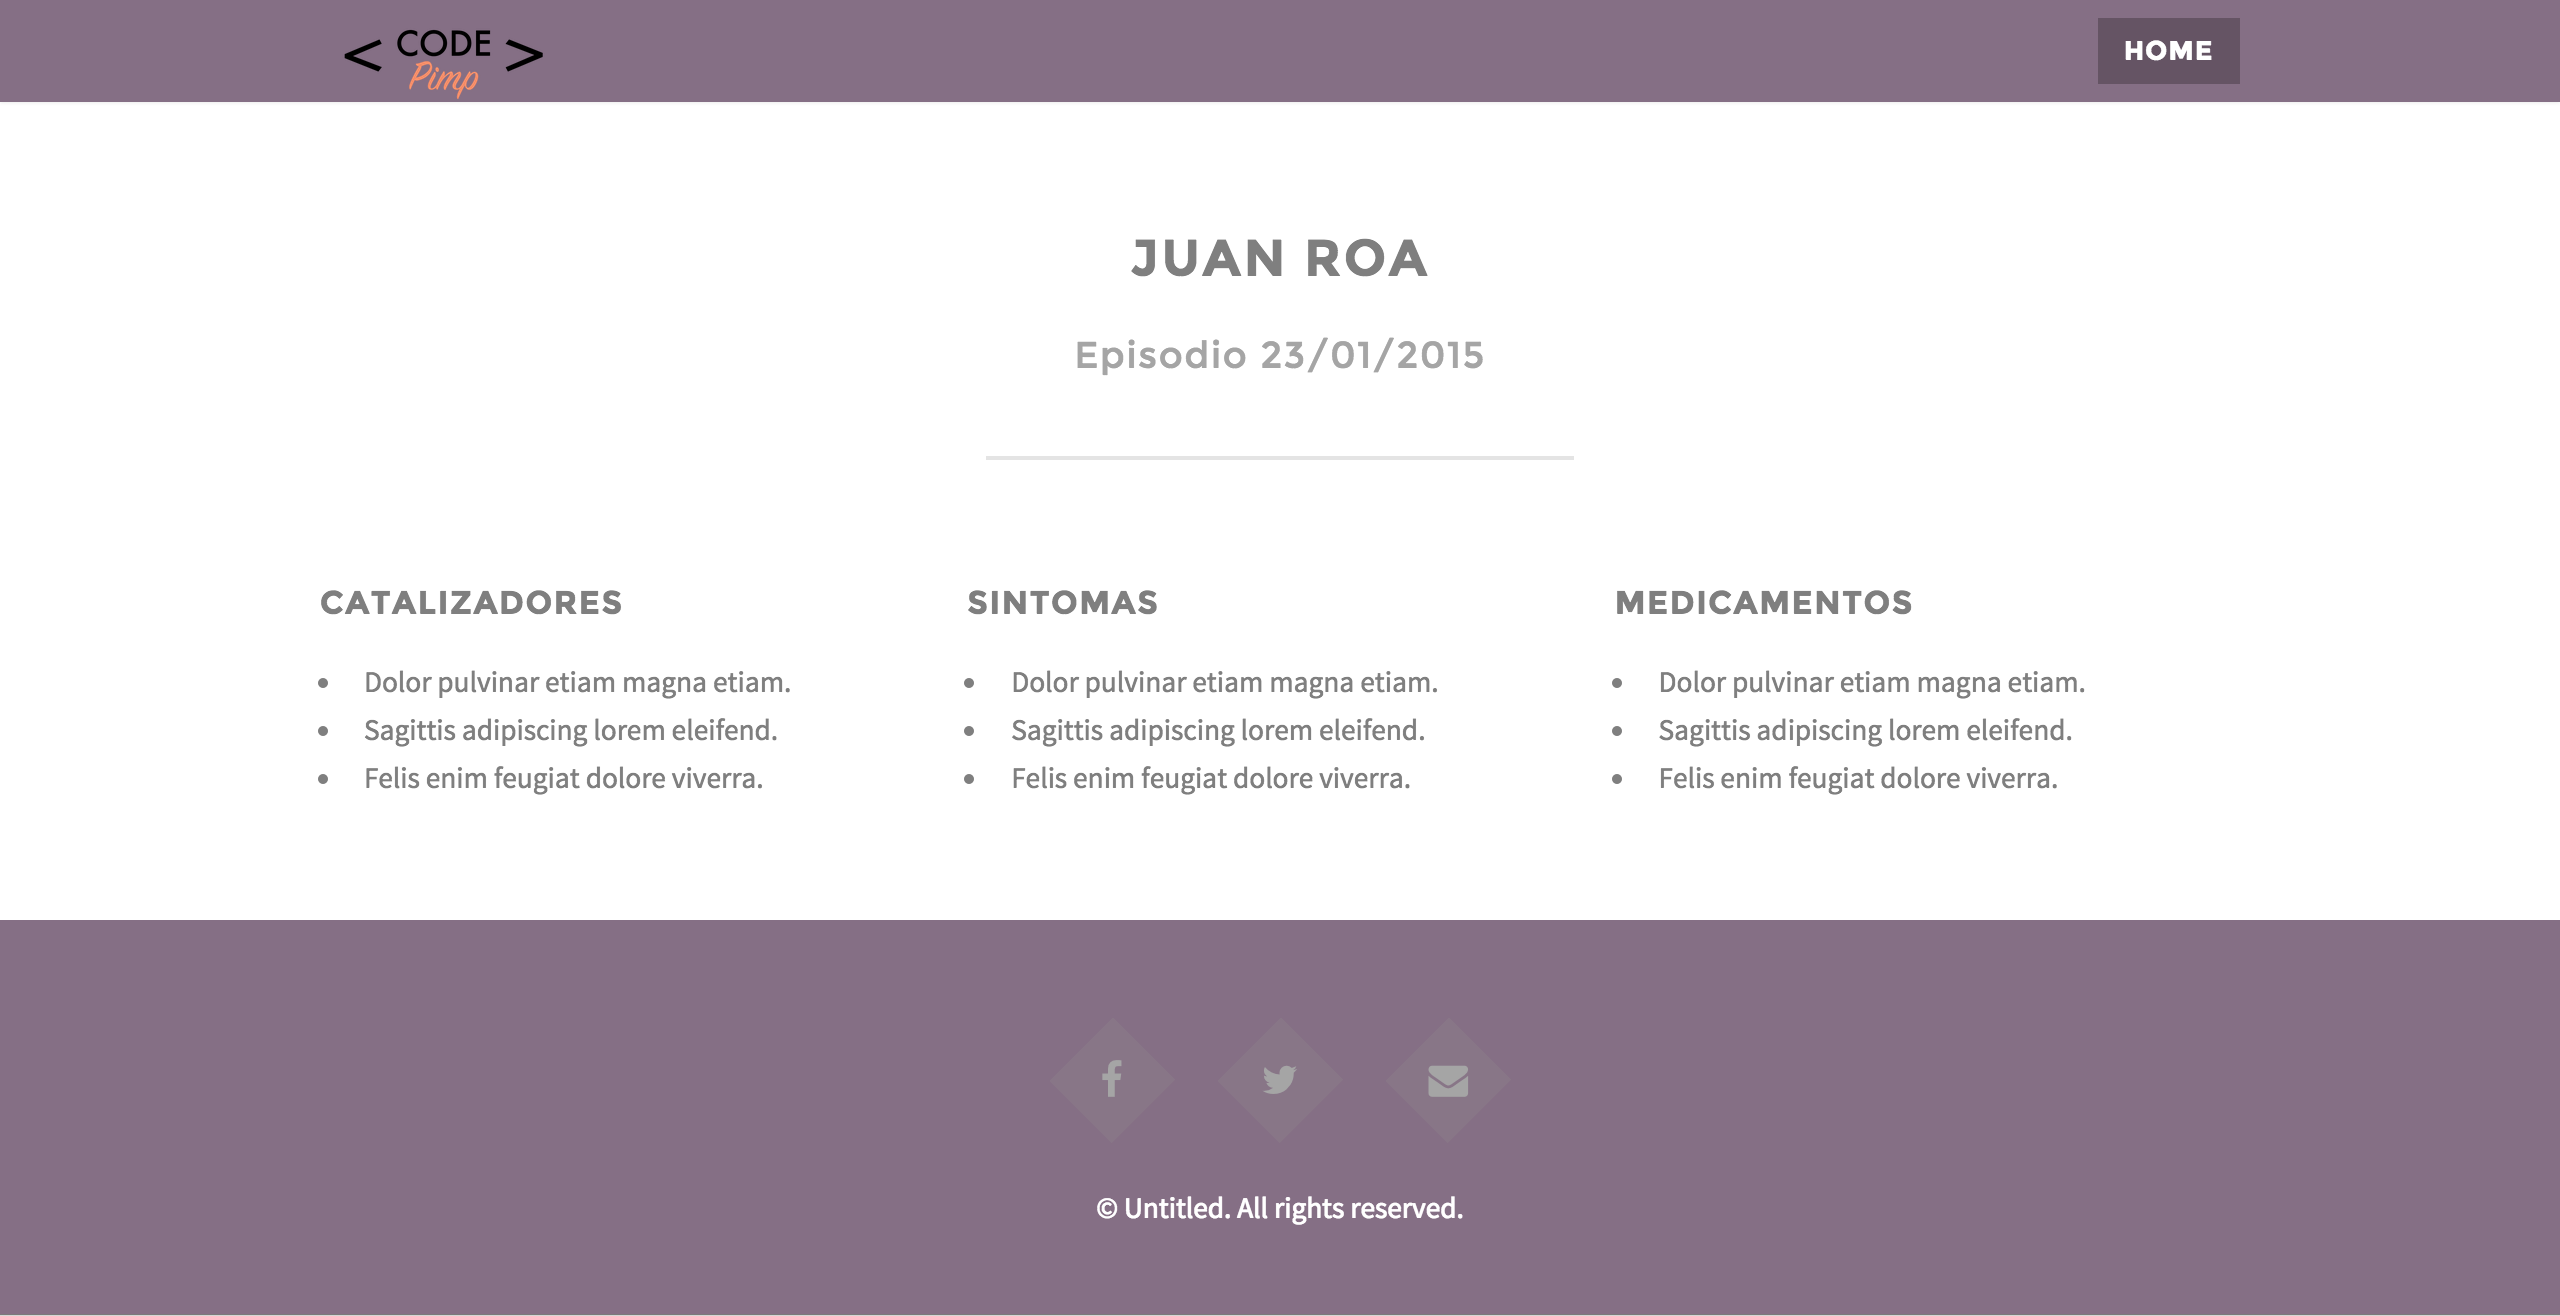 < CODE >
Pimp
HOME
JUAN ROA
Episodio 23/01/2015
CATALIZADORES
• Dolor pulvinar etiam magna etiam.
• Sagittis adipiscing lorem eleifend.
• Felis enim feugiat dolore viverra.
SINTOMAS
• Dolor pulvinar etiam magna etiam.
• Sagittis adipiscing lorem eleifend.
• Felis enim feugiat dolore viverra.
MEDICAMENTOS
• Dolor pulvinar etiam magna etiam.
• Sagittis adipiscing lorem eleifend.
• Felis enim feugiat dolore viverra.
© Untitled. All rights reserved.